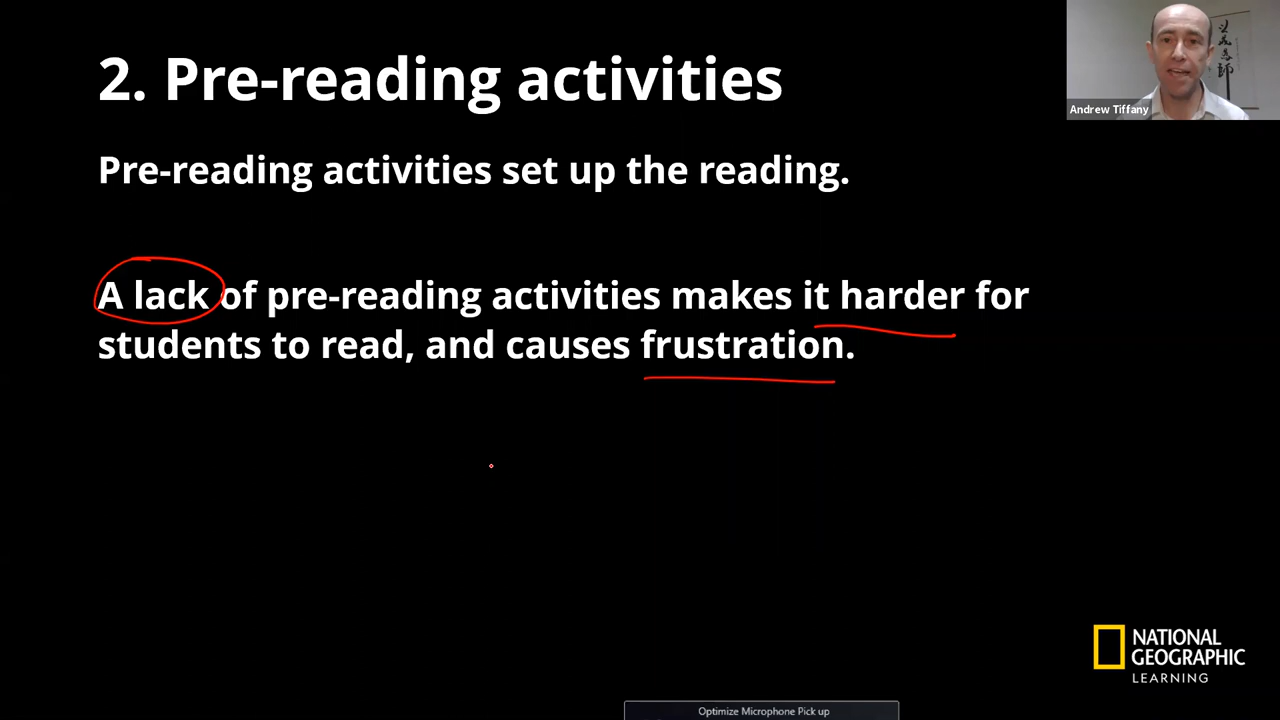 2. Pre-reading activities
Andrew Tiffany
Pre-reading activities set up the reading.
A lack of pre-reading activities makes it harder for
students to read, and causes frustration.
NATIONAL
GEOGRAPHIC
LEARNING
Optimize Microphone Pick up